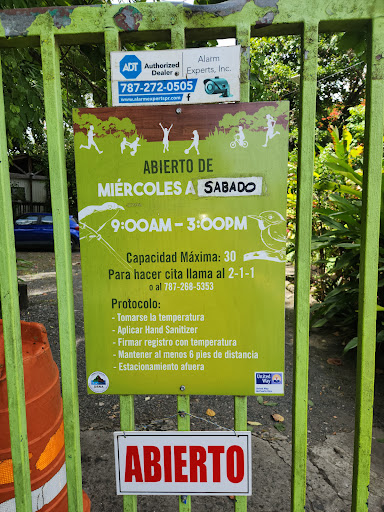 ADT
Authorized
Dealer
Alarm
Experts, Inc.
787-272-0505
www.alarmexpertspr.com
ABIERTO DE
MIÉRCOLES A SABADO
9:00AM - 3:00PM
Capacidad Máxima: 30
Para hacer cita llama al 2-1-1
o al 787-268-5353
Protocolo:
- Tomarse la temperatura
- Aplicar Hand Sanitizer
- Firmar registro con temperatura
- Mantener al menos 6 pies de distancia
- Estacionamiento afuera
United
Way
ABIERTO